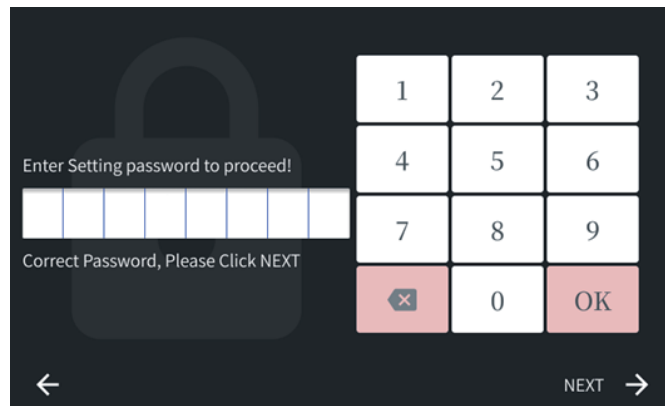 Enter Setting password to proceed!
Correct Password, Please Click NEXT
1 2 3
4 5 6
7 8 9
0 OK
NEXT